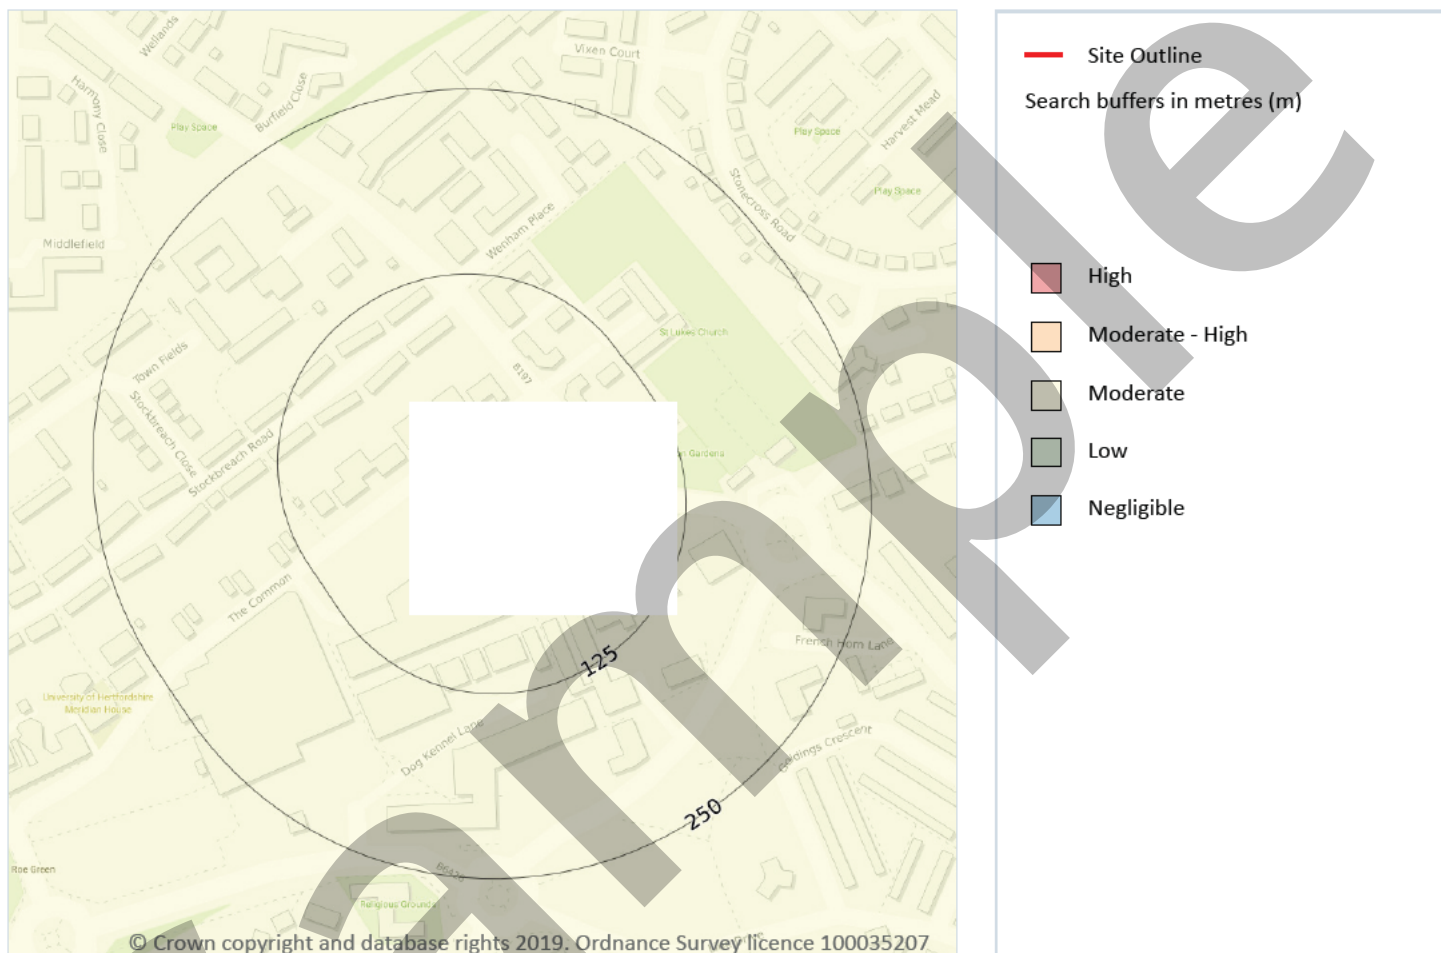 Wellands
Vixen Court
Harmony Close
Burfield Close
Play Space
Play Space
Harvest Mead
Play Space
Stonecross Road
Wenham Place
Middlefield
St Lukes Church
Town Fields
B197
Stockbreach Close
Stockbreach Road
n Gardens
The Common
French Horn Lane
125
University of Hertfordshire
Meridian House
Dog Kennel Lane
Goldings Crescent
250
Roe Green
B6426
Religious Grounds
© Crown copyright and database rights 2019. Ordnance Survey licence 100035207
Site Outline
Search buffers in metres (m)
High
Moderate - High
Moderate
Low
Negligible
ample